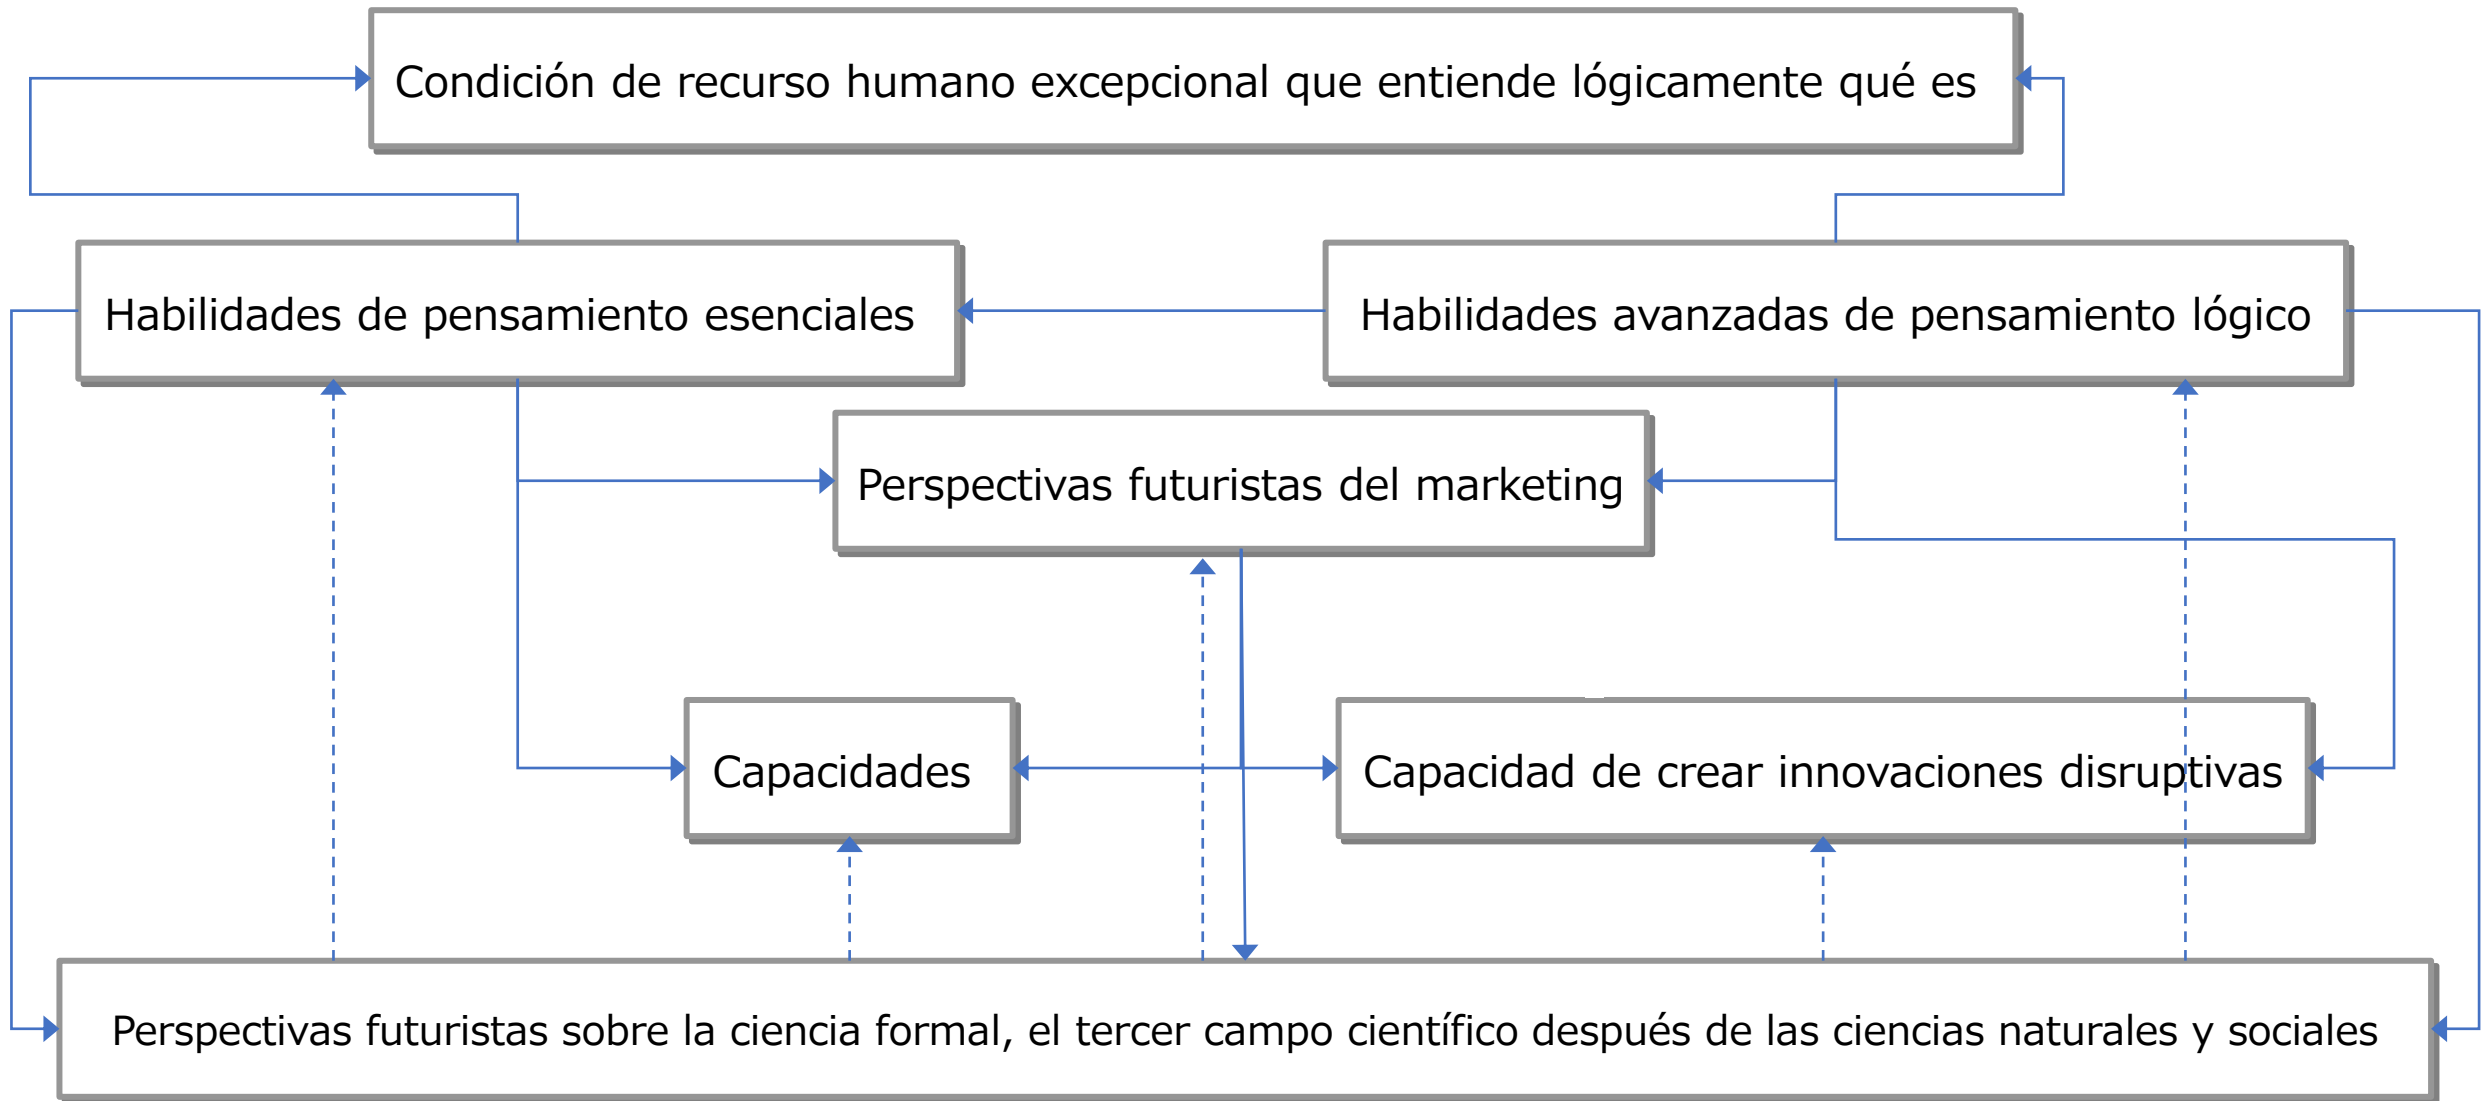 Condición de recurso humano excepcional que entiende lógicamente qué es
Habilidades de pensamiento esenciales
Habilidades avanzadas de pensamiento lógico
Perspectivas futuristas del marketing
Capacidades
Capacidad de crear innovaciones disruptivas
Perspectivas futuristas sobre la ciencia formal, el tercer campo científico después de las ciencias naturales y sociales